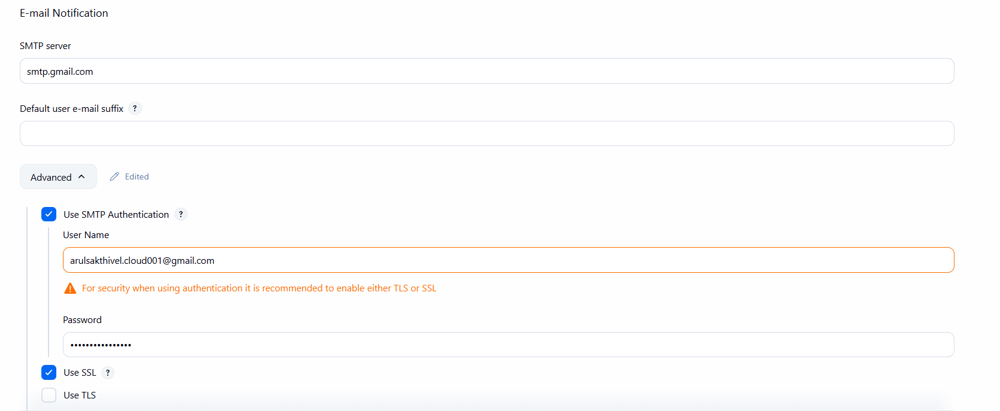 E-mail Notification
SMTP server
smtp.gmail.com
Default user e-mail suffix ?
Advanced Edited
Use SMTP Authentication ?
User Name
arulsakthivel.cloud001@gmail.com
For security when using authentication it is recommended to enable either TLS or SSL
Password
••••••••••••••••
Use SSL ?
Use TLS